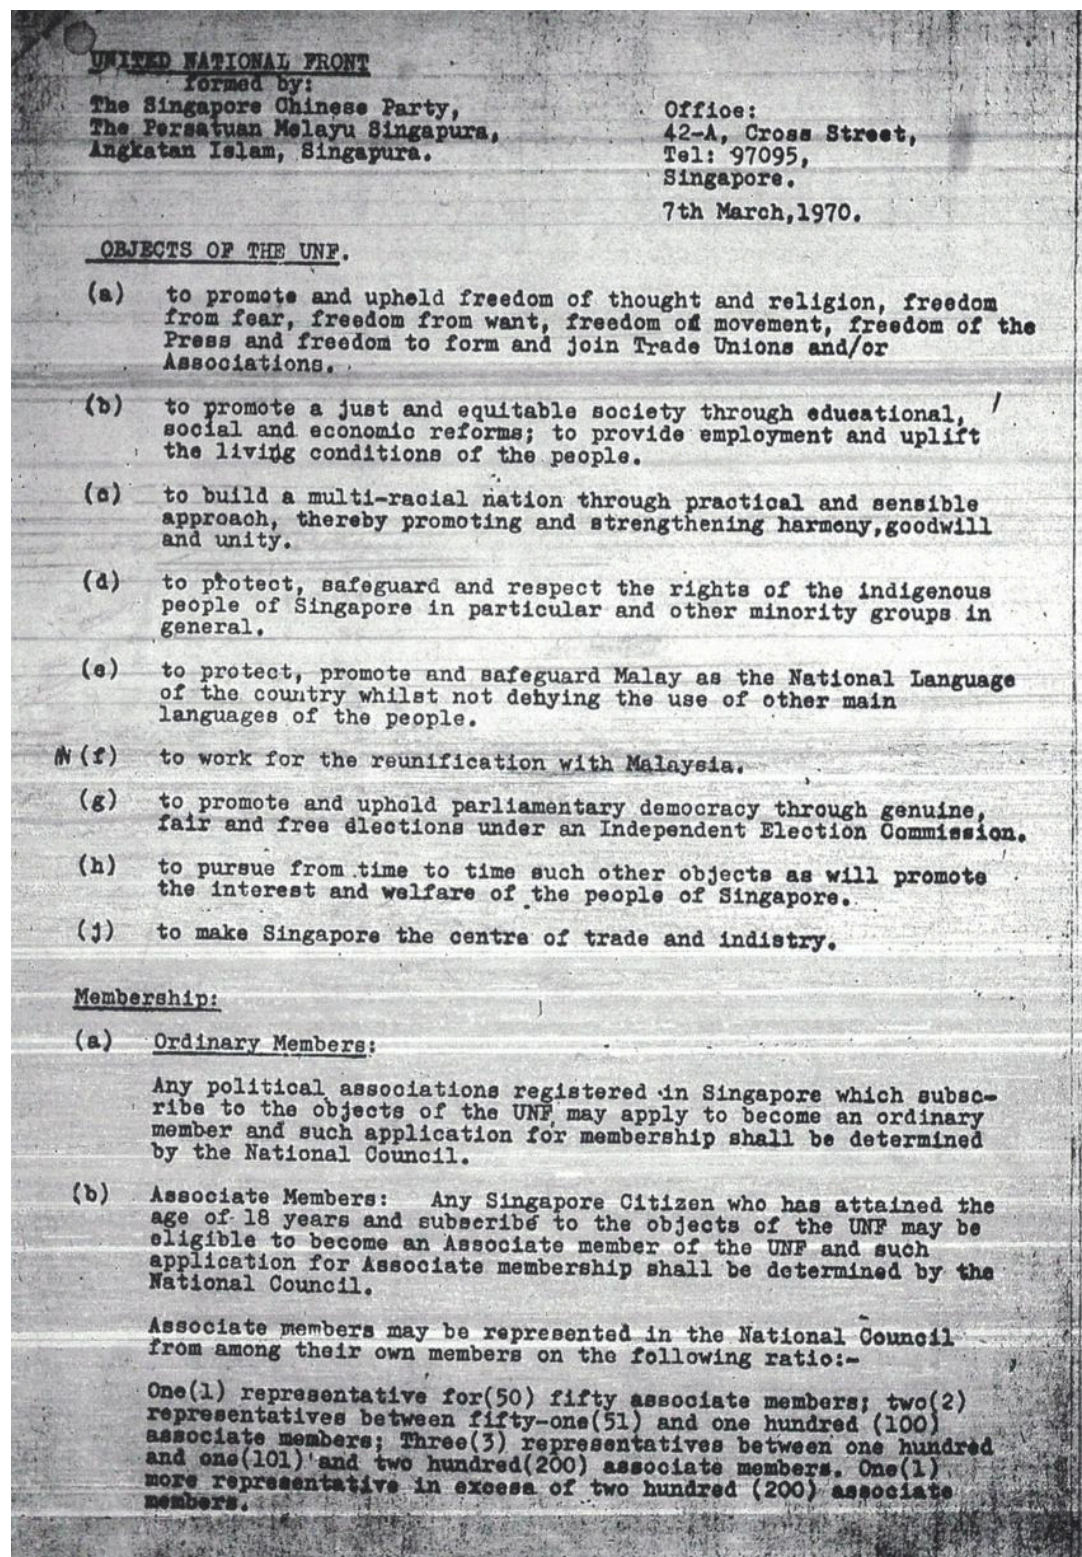 UNITED NATIONAL FRONT
formed by:
The Singapore Chinese Party,
The Persatuan Melayu Singapura,
Angkatan Islam, Singapura.
Office:
42-A, Cross Street,
Tel: 97095,
Singapore.
7th March,1970.
OBJECTS OF THE UNF.
(a) to promote and upheld freedom of thought and religion, freedom
from fear, freedom from want, freedom of movement, freedom of the
Press and freedom to form and join Trade Unions and/or
Associations.
(b) to promote a just and equitable society through educational,
social and economic reforms; to provide employment and uplift
the living conditions of the people.
(c) to build a multi-racial nation through practical and sensible
approach, thereby promoting and strengthening harmony,goodwill
and unity.
(d) to protect, safeguard and respect the rights of the indigenous
people of Singapore in particular and other minority groups in
general.
(e) to protect, promote and safeguard Malay as the National Language
of the country whilst not denying the use of other main
languages of the people.
(f) to work for the reunification with Malaysia.
(g) to promote and uphold parliamentary democracy through genuine,
fair and free elections under an Independent Election Commission.
(h) to pursue from time to time such other objects as will promote
the interest and welfare of the people of Singapore.
(j) to make Singapore the centre of trade and indistry.
Membership:
(a) Ordinary Members:
Any political associations registered in Singapore which subsc-
ribe to the objects of the UNF may apply to become an ordinary
member and such application for membership shall be determined
by the National Council.
(b) Associate Members: Any Singapore Citizen who has attained the
age of 18 years and subscribe to the objects of the UNF may be
eligible to become an Associate member of the UNF and such
application for Associate membership shall be determined by the
National Council.
Associate members may be represented in the National Council
from among their own members on the following ratio:-
One(1) representative for(50) fifty associate members; two(2)
representatives between fifty-one(51) and one hundred (100)
associate members; Three(3) representatives between one hundred
and one(101) and two hundred(200) associate members. One(1)
more representative in excess of two hundred (200) associate
members.